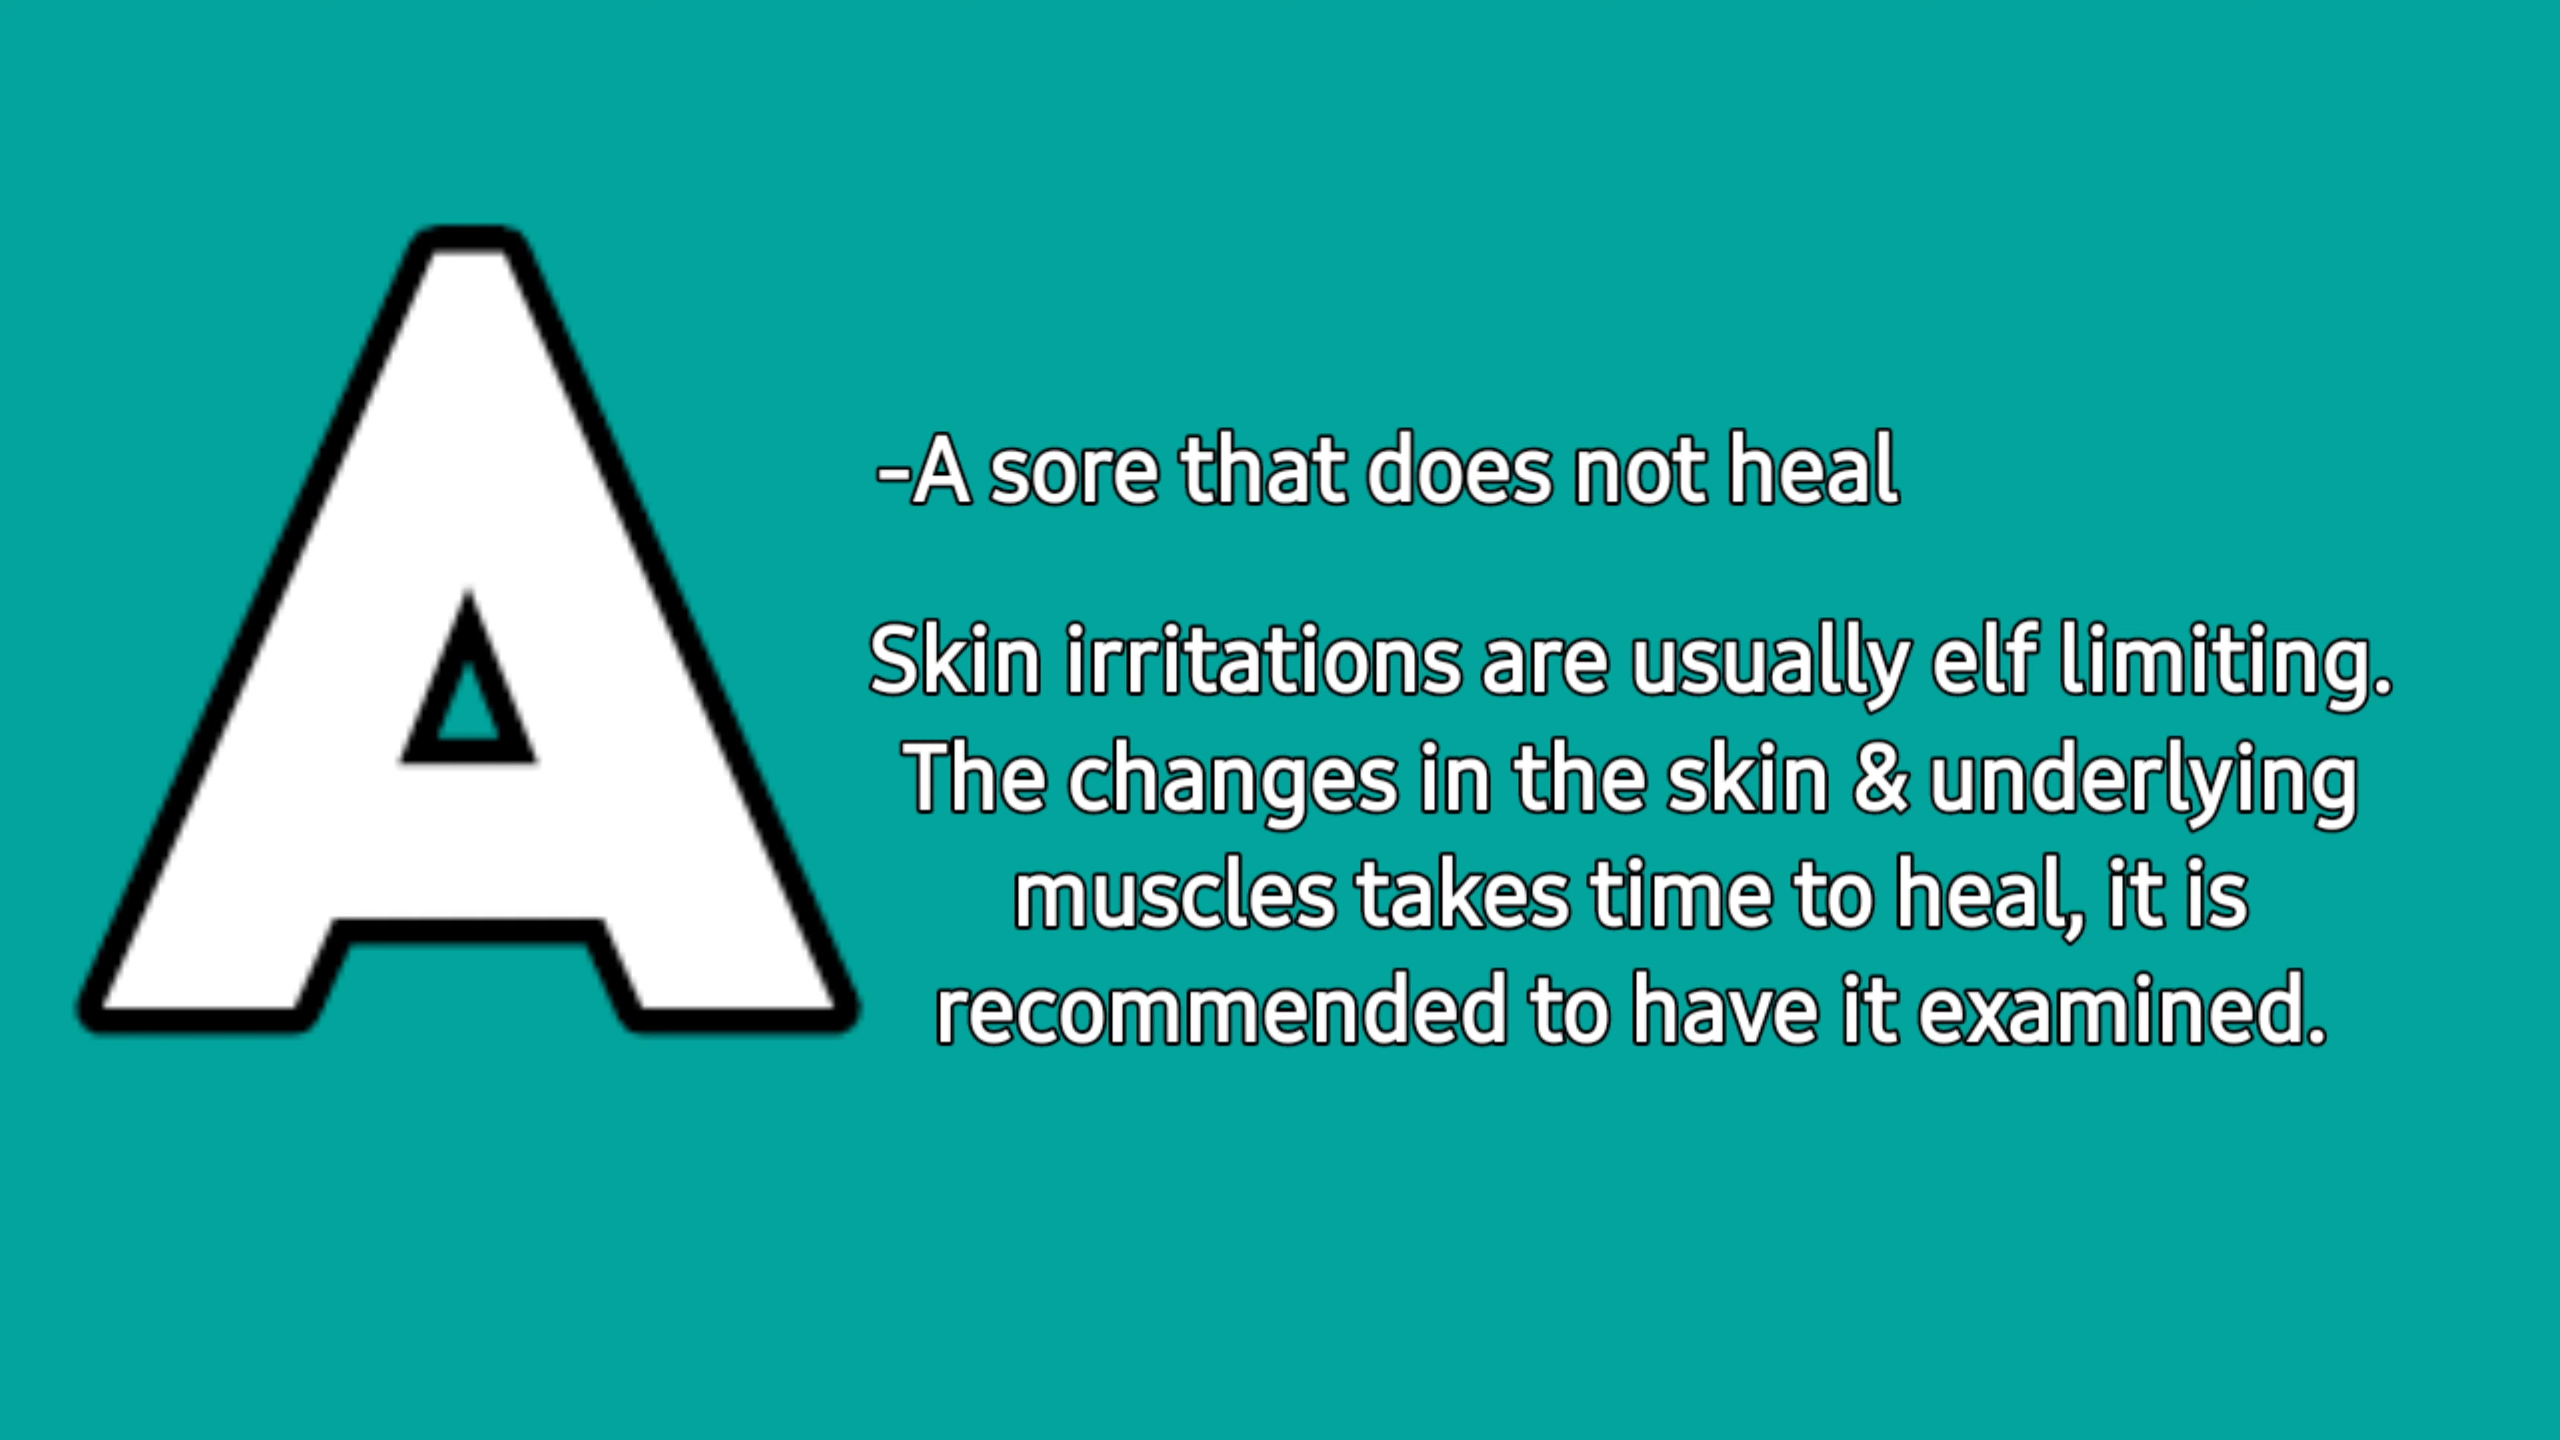 A
-A sore that does not heal
Skin irritations are usually elf limiting.
The changes in the skin & underlying
muscles takes time to heal, it is
recommended to have it examined.